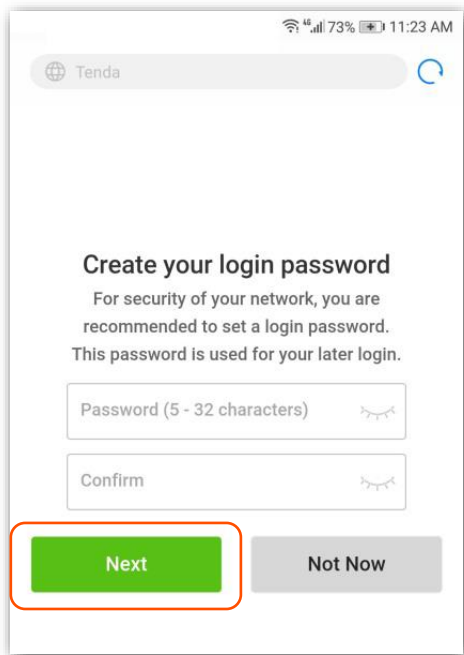 4G 73% 11:23 AM
Tenda
Create your login password
For security of your network, you are
recommended to set a login password.
This password is used for your later login.
Password (5 - 32 characters)
Confirm
Next Not Now